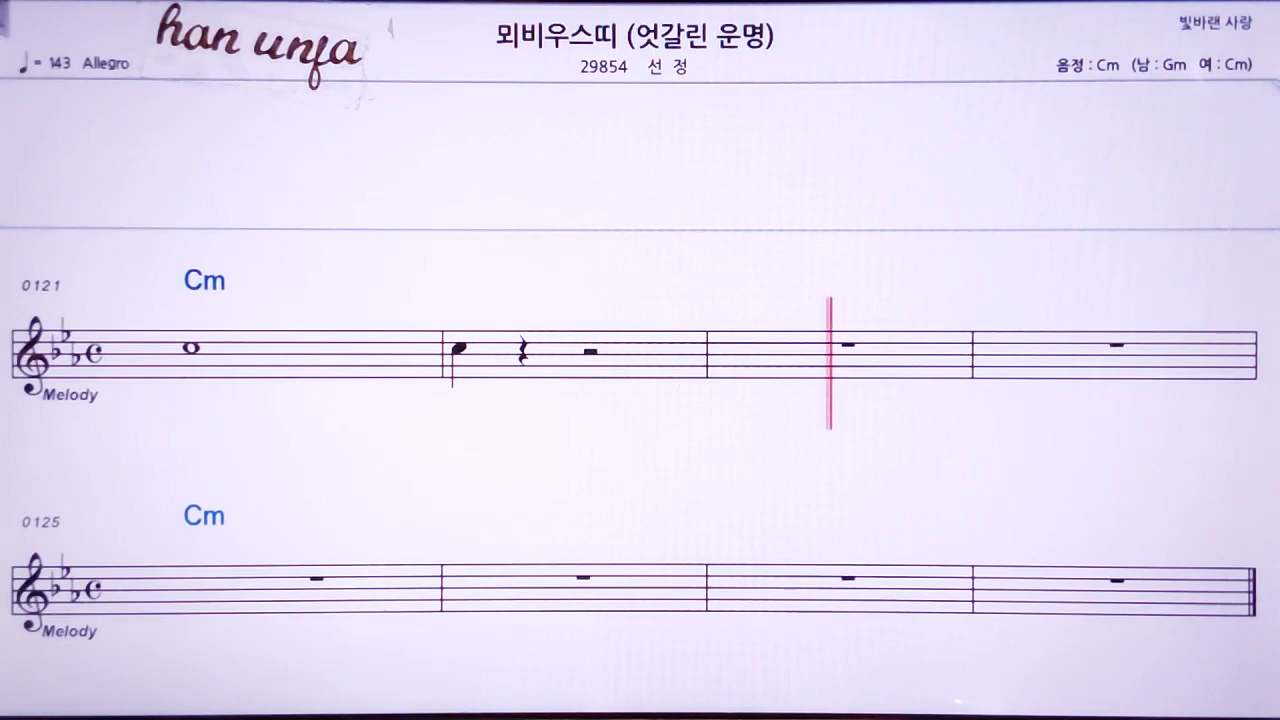 han unfa
뫼비우스띠 (엇갈린 운명)
빛바랜 사랑
♩ = 143 Allegro
29854 선 정
음정 : Cm (남 : Gm 여 : Cm)
0121
Cm
Melody
0125
Cm
Melody